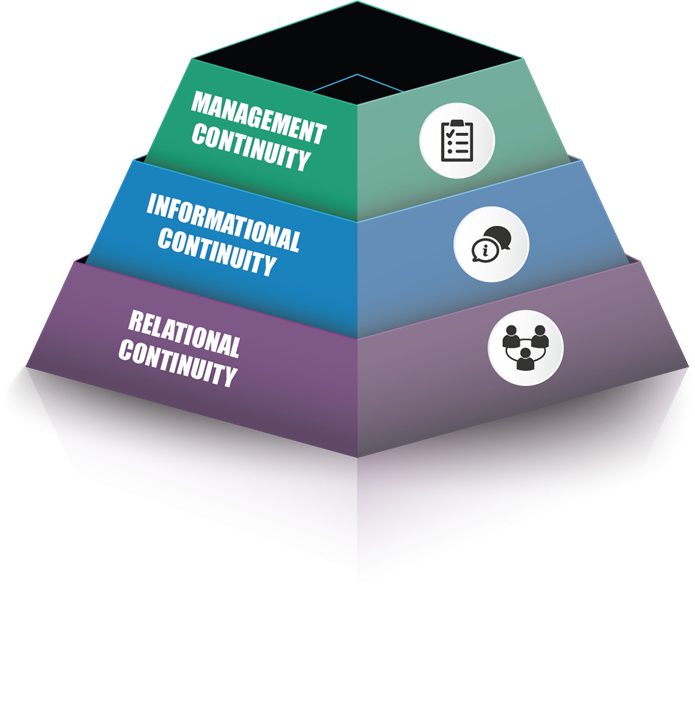 MANAGEMENT
CONTINUITY
INFORMATIONAL
CONTINUITY
i
RELATIONAL
CONTINUITY